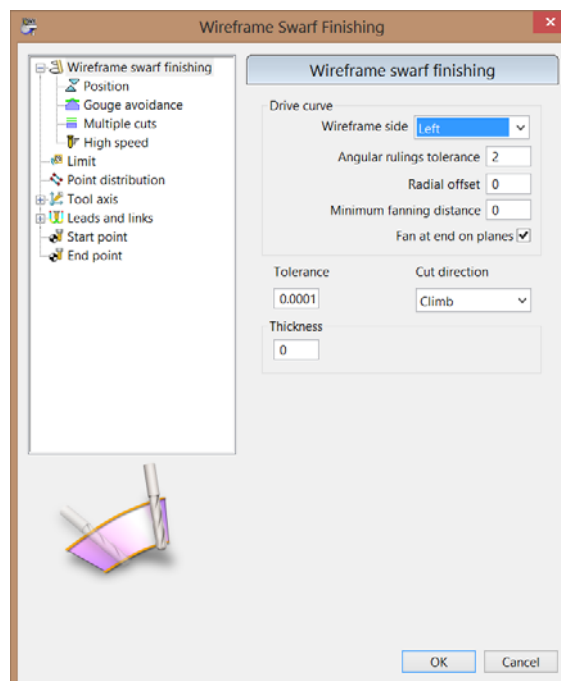 Wireframe Swarf Finishing
Wireframe swarf finishing
Position
Gouge avoidance
Multiple cuts
High speed
Limit
Point distribution
Tool axis
Leads and links
Start point
End point
Wireframe swarf finishing
Drive curve
Wireframe side Left
Angular rulings tolerance 2
Radial offset 0
Minimum fanning distance 0
Fan at end on planes
Tolerance Cut direction
0.0001 Climb
Thickness
0
OK Cancel